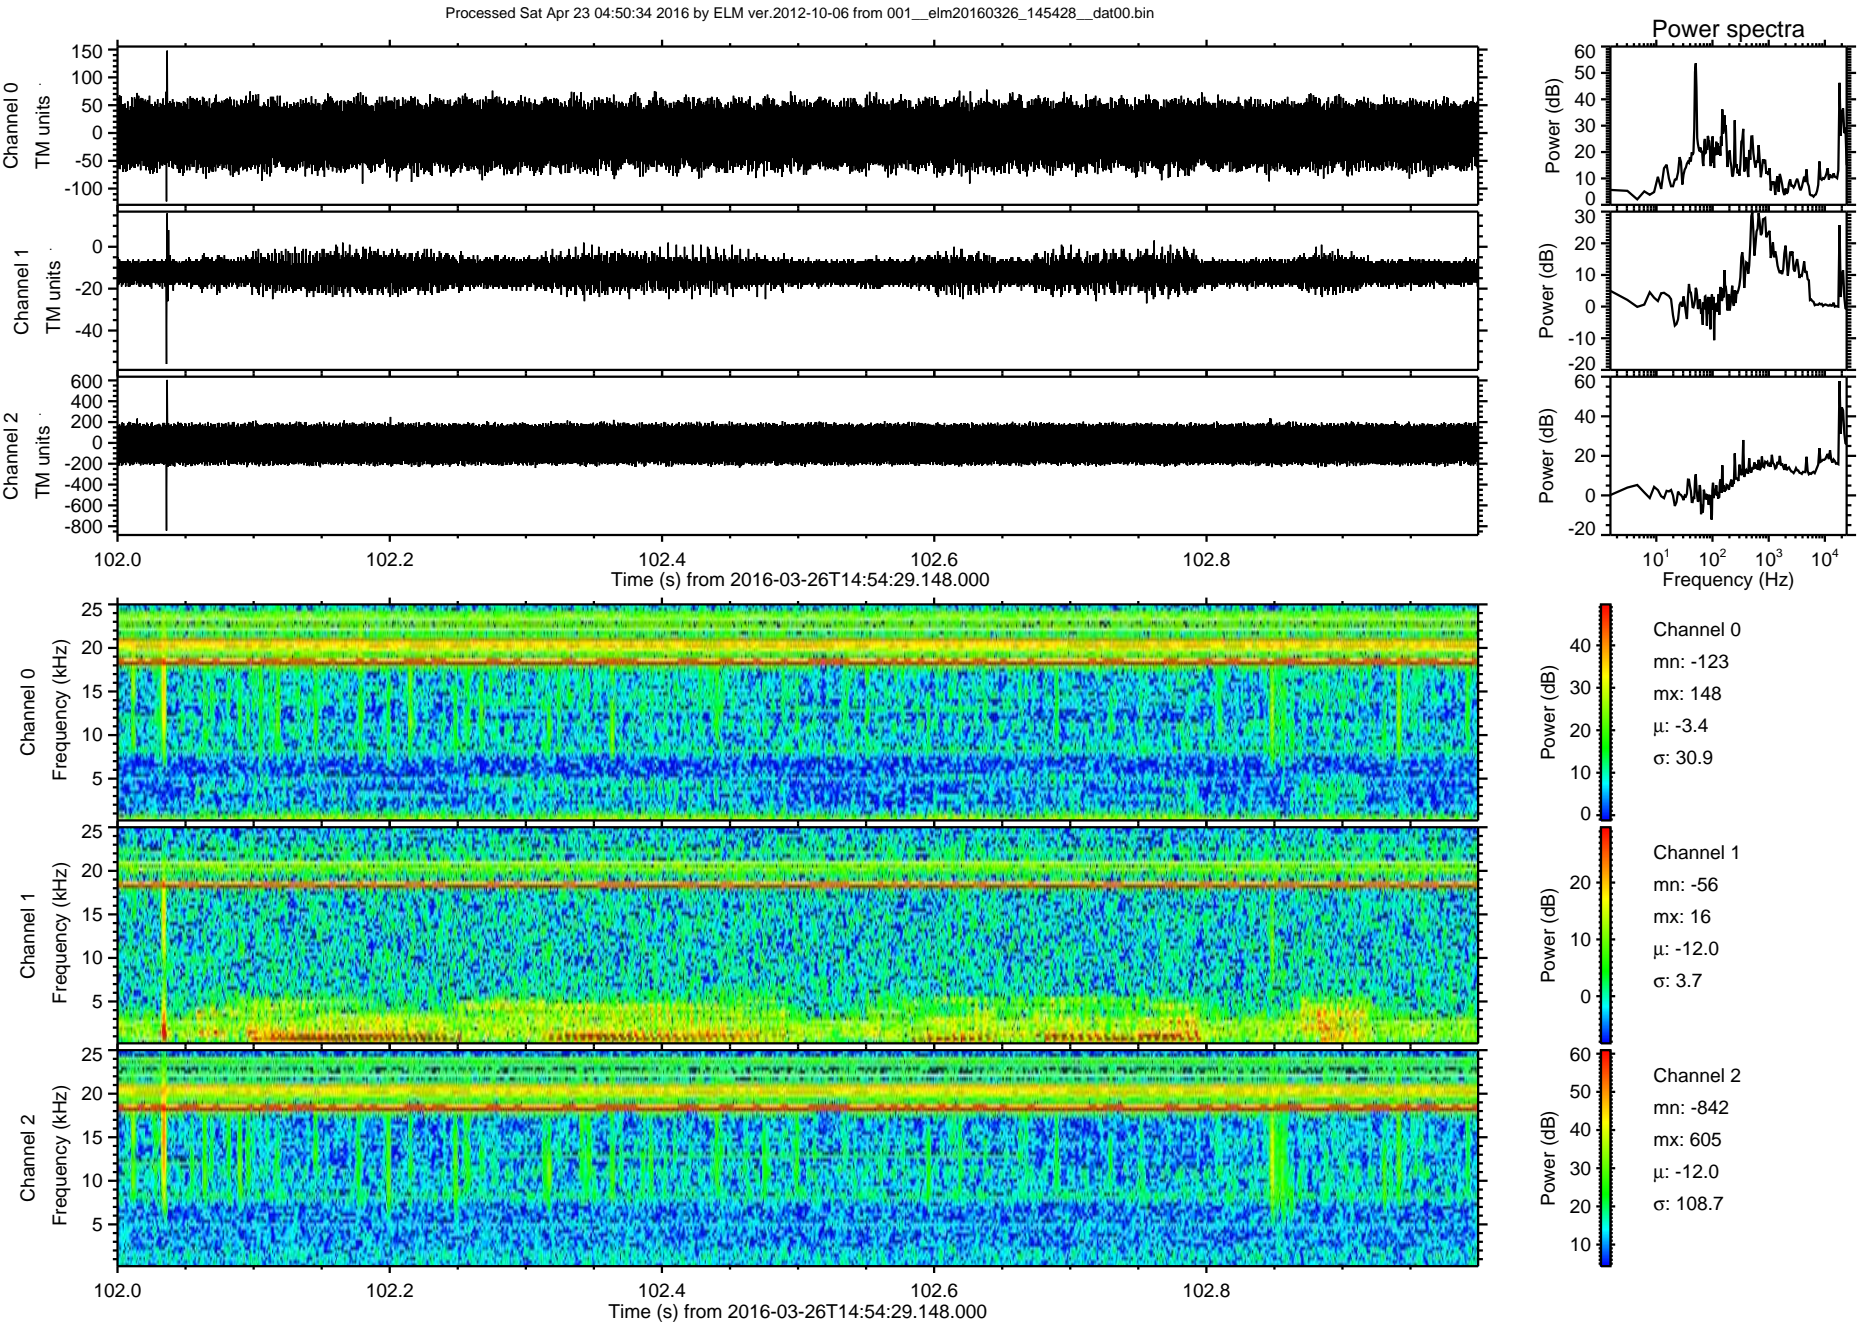 Processed Sat Apr 23 04:50:34 2016 by ELM ver.2012-10-06 from 001__elm20160326_145428__dat00.bin
Power spectra
Channel 0
TM units
150
100
50
0
-50
-100
Power (dB)
60
50
40
30
20
10
0
Channel 1
TM units
0
-20
-40
Power (dB)
30
20
10
0
-10
-20
Channel 2
TM units
600
400
200
0
-200
-400
-600
-800
Power (dB)
60
40
20
0
-20
102.0 102.2 102.4 102.6 102.8
Time (s) from 2016-03-26T14:54:29.148.000
10¹ 10² 10³ 10⁴
Frequency (Hz)
Channel 0
Frequency (kHz)
25
20
15
10
5
Power (dB)
40
30
20
10
0
Channel 0
mn: -123
mx: 148
μ: -3.4
σ: 30.9
Channel 1
Frequency (kHz)
25
20
15
10
5
Power (dB)
20
10
0
Channel 1
mn: -56
mx: 16
μ: -12.0
σ: 3.7
Channel 2
Frequency (kHz)
25
20
15
10
5
Power (dB)
60
50
40
30
20
10
Channel 2
mn: -842
mx: 605
μ: -12.0
σ: 108.7
102.0 102.2 102.4 102.6 102.8
Time (s) from 2016-03-26T14:54:29.148.000